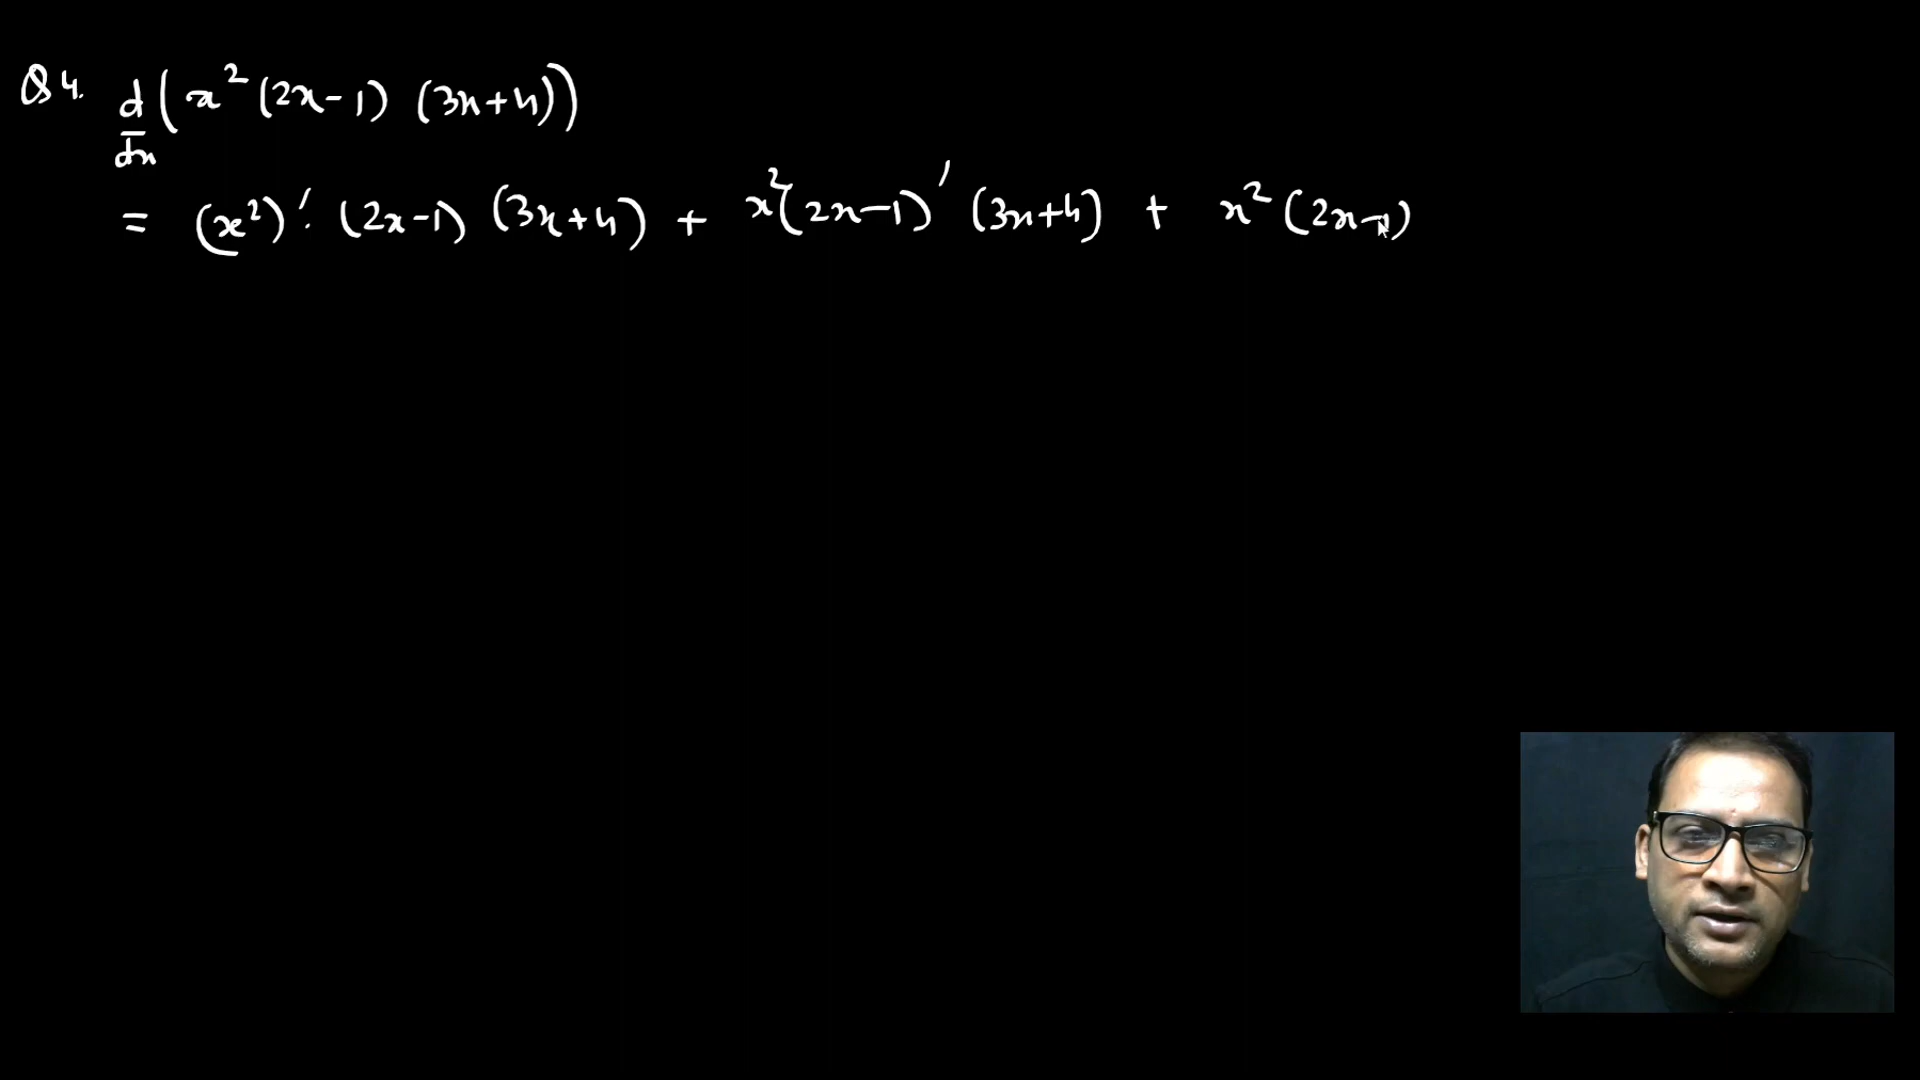 Q4. d/dx (x² (2x-1) (3x+4))
= (x²)'. (2x-1) (3x+4) + x²(2x-1)' (3x+4) + x² (2x-1)